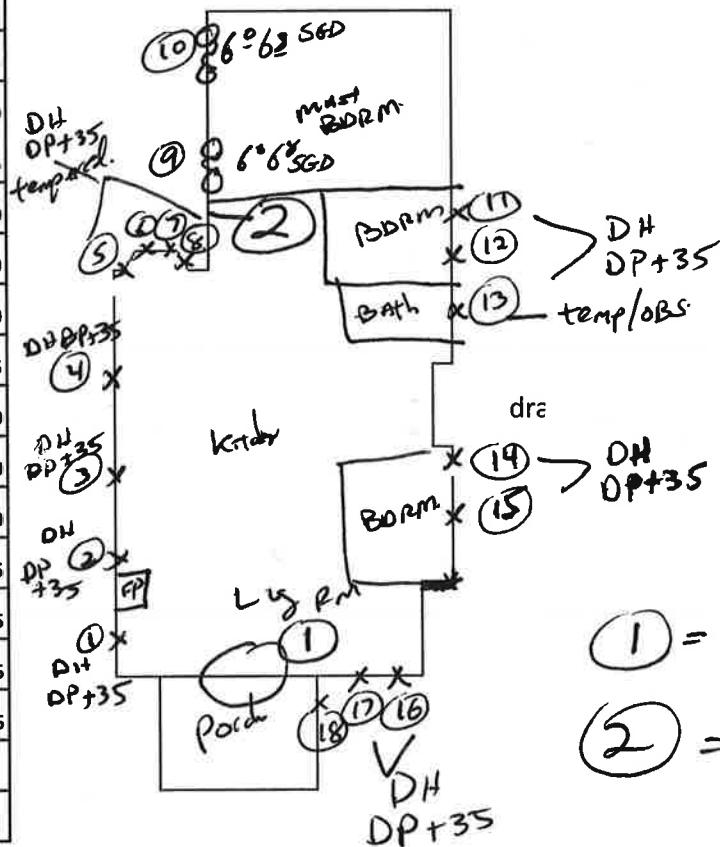 10
6⁰ 6⁸ SGD
mast
BDRM.
DH
DP+35
temp
9
6⁰ 6⁸ SGD
2
5
6
7
8
BDRM
11
12
DH
DP+35
BAth
13
temp/OBS.
DH DP+35
4
DH
DP+35
3
dra
14
15
DH
DP+35
BDRM
DH
2
DP
+35
FP
Lvg RM
1
1
DH
DP+35
Porch
18
17
16
DH
DP+35
1 =
2 =